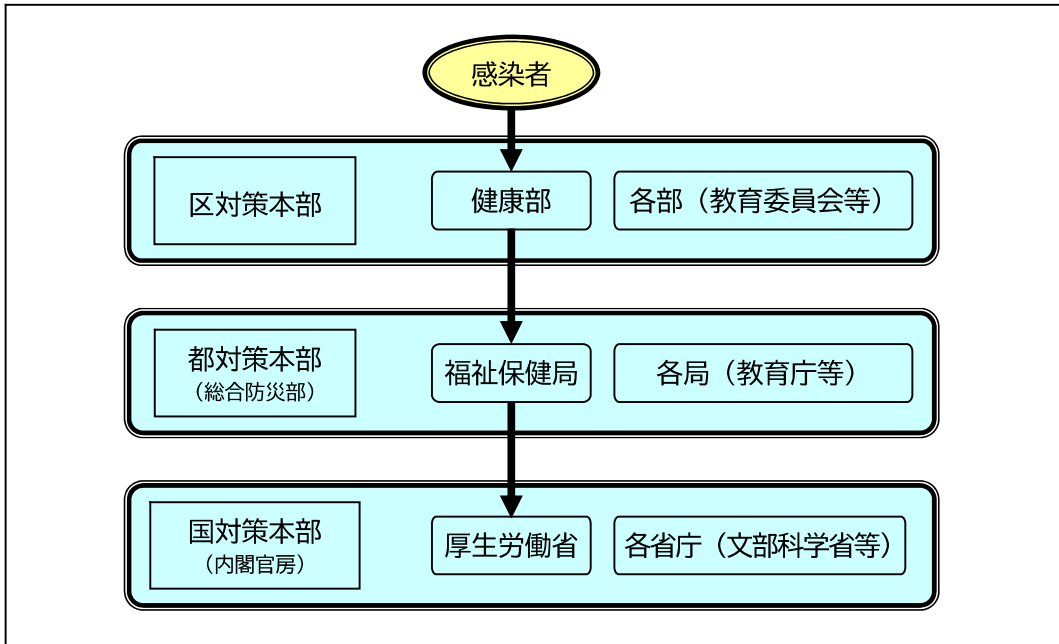 感染者
区対策本部
健康部
各部（教育委員会等）
都対策本部
（総合防災部）
福祉保健局
各局（教育庁等）
国対策本部
（内閣官房）
厚生労働省
各省庁（文部科学省等）